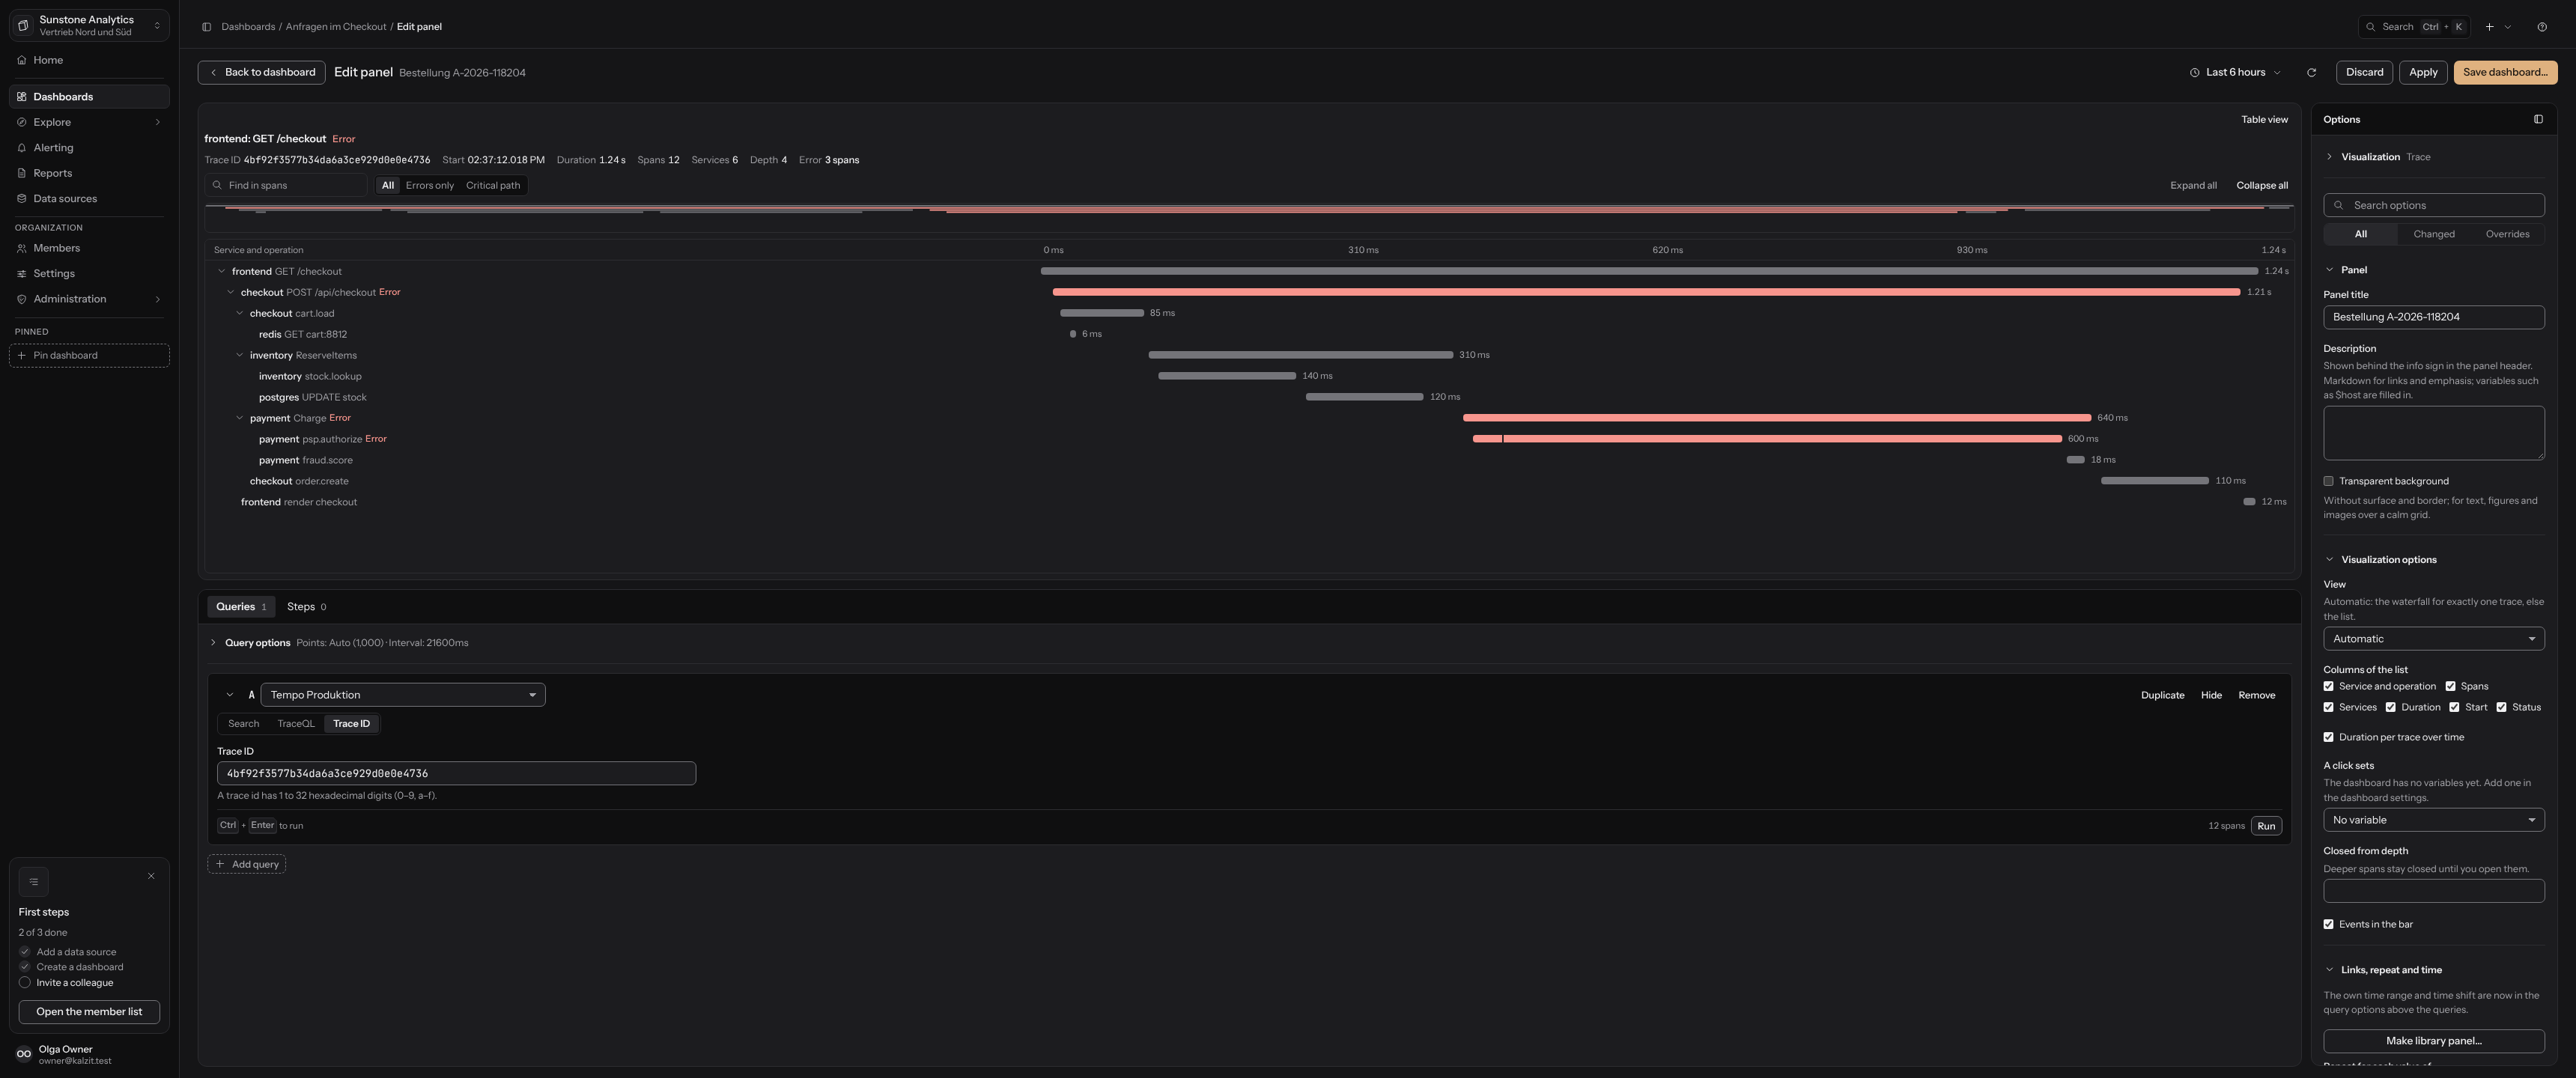 Sunstone Analytics
Vertrieb Nord und Süd
Home
Dashboards
Explore
Alerting
Reports
Data sources
ORGANIZATION
Members
Settings
Administration
PINNED
Pin dashboard
First steps
2 of 3 done
Add a data source
Create a dashboard
Invite a colleague
Open the member list
OO
Olga Owner
owner@kalzit.test
Dashboards / Anfragen im Checkout / Edit panel
Search Ctrl + K
Back to dashboard
Edit panel Bestellung A-2026-118204
Last 6 hours
Discard
Apply
Save dashboard...
Table view
frontend: GET /checkout Error
Trace ID 4bf92f3577b34da6a3ce929d0e0e4736 Start 02:37:12.018 PM Duration 1.24 s Spans 12 Services 6 Depth 4 Error 3 spans
Find in spans
All Errors only Critical path
Expand all Collapse all
Service and operation 0 ms 310 ms 620 ms 930 ms 1.24 s
frontend GET /checkout 1.24 s
checkout POST /api/checkout Error 1.21 s
checkout cart.load 85 ms
redis GET cart:8812 6 ms
inventory ReserveItems 310 ms
inventory stock.lookup 140 ms
postgres UPDATE stock 120 ms
payment Charge Error 640 ms
payment psp.authorize Error 600 ms
payment fraud.score 18 ms
checkout order.create 110 ms
frontend render checkout 12 ms
Queries 1 Steps 0
Query options Points: Auto (1,000) · Interval: 21600ms
A Tempo Produktion
Duplicate Hide Remove
Search TraceQL Trace ID
Trace ID
4bf92f3577b34da6a3ce929d0e0e4736
A trace id has 1 to 32 hexadecimal digits (0–9, a–f).
Ctrl + Enter to run
12 spans Run
Add query
Options
Visualization Trace
Search options
All Changed Overrides
Panel
Panel title
Bestellung A-2026-118204
Description
Shown behind the info sign in the panel header.
Markdown for links and emphasis; variables such
as $host are filled in.
Transparent background
Without surface and border; for text, figures and
images over a calm grid.
Visualization options
View
Automatic: the waterfall for exactly one trace, else
the list.
Automatic
Columns of the list
Service and operation Spans
Services Duration Start Status
Duration per trace over time
A click sets
The dashboard has no variables yet. Add one in
the dashboard settings.
No variable
Closed from depth
Deeper spans stay closed until you open them.
Events in the bar
Links, repeat and time
The own time range and time shift are now in the
query options above the queries.
Make library panel...